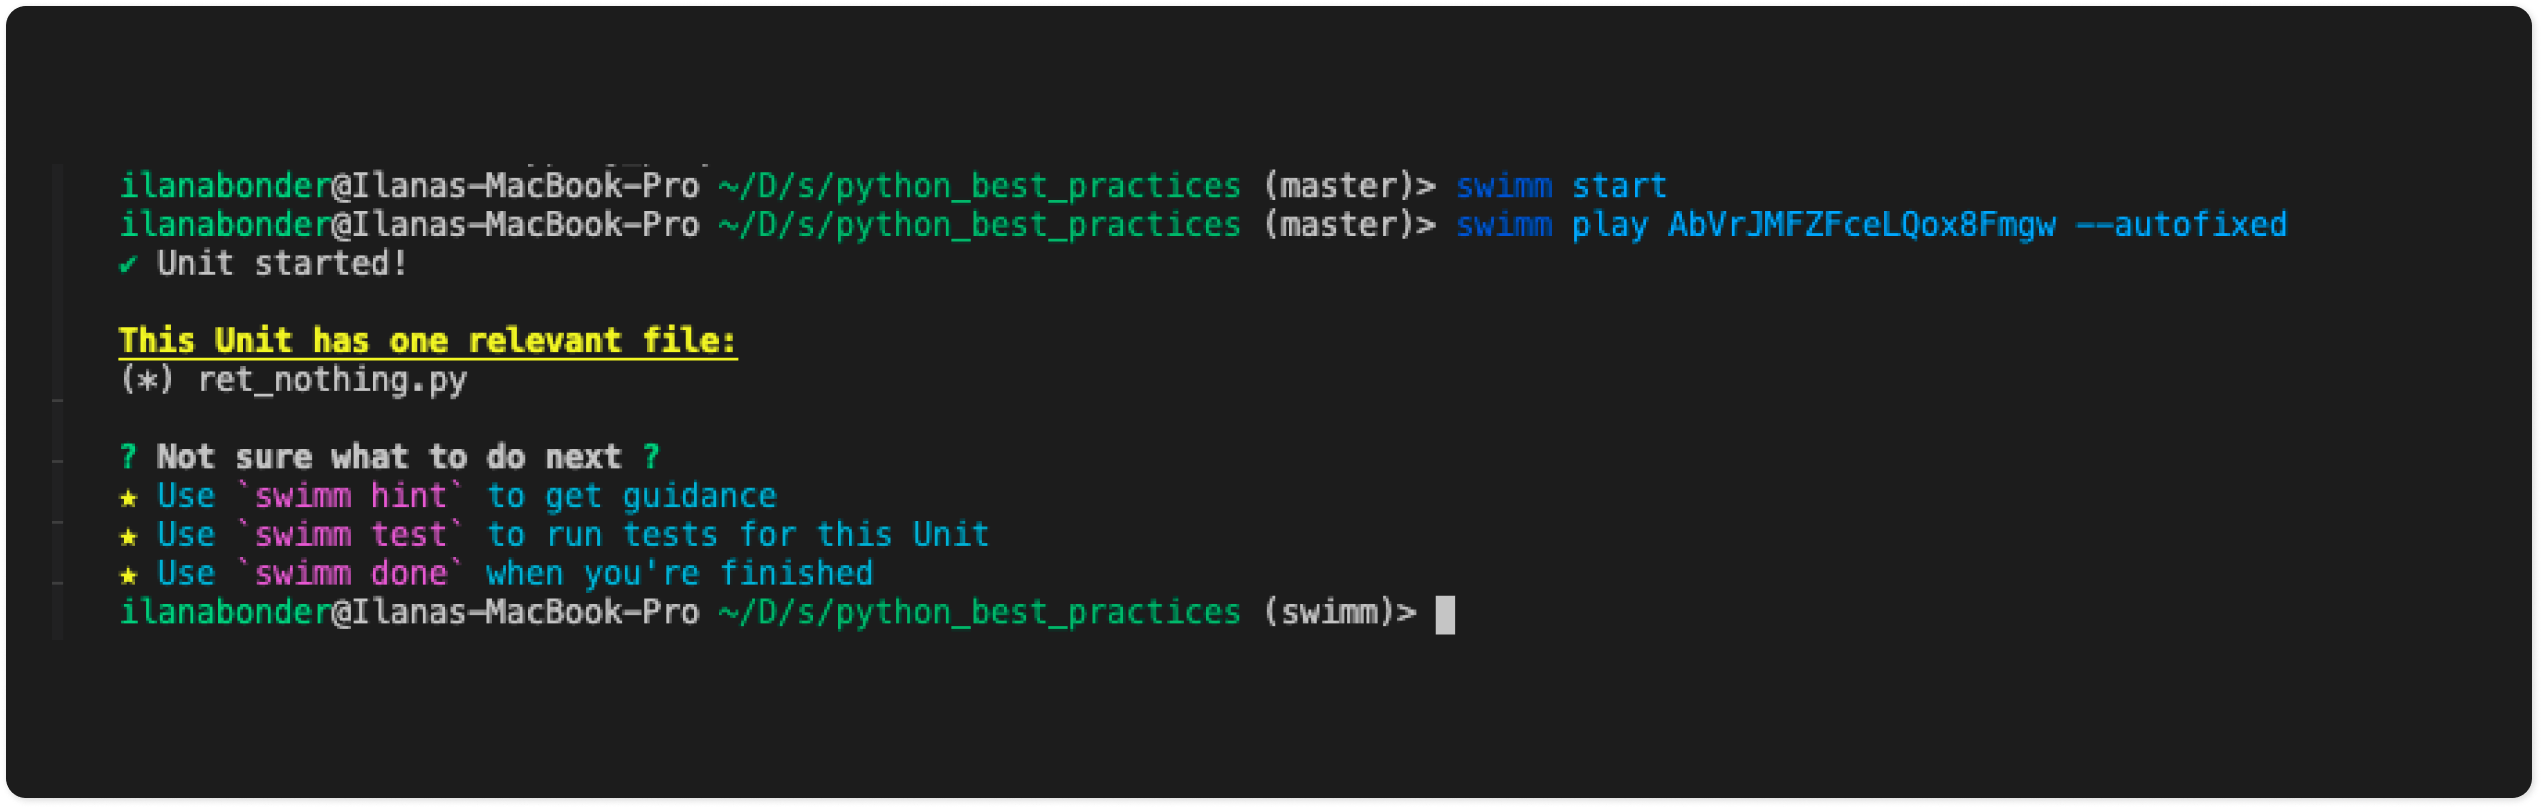 ilanabonder@Ilanas-MacBook-Pro ~/D/s/python_best_practices (master)> swimm start
ilanabonder@Ilanas-MacBook-Pro ~/D/s/python_best_practices (master)> swimm play AbVrJMFZFceLQox8Fmgw --autofixed
✔ Unit started!
This Unit has one relevant file:
(*) ret_nothing.py
? Not sure what to do next ?
★ Use `swimm hint` to get guidance
★ Use `swimm test` to run tests for this Unit
★ Use `swimm done` when you're finished
ilanabonder@Ilanas-MacBook-Pro ~/D/s/python_best_practices (swimm)>